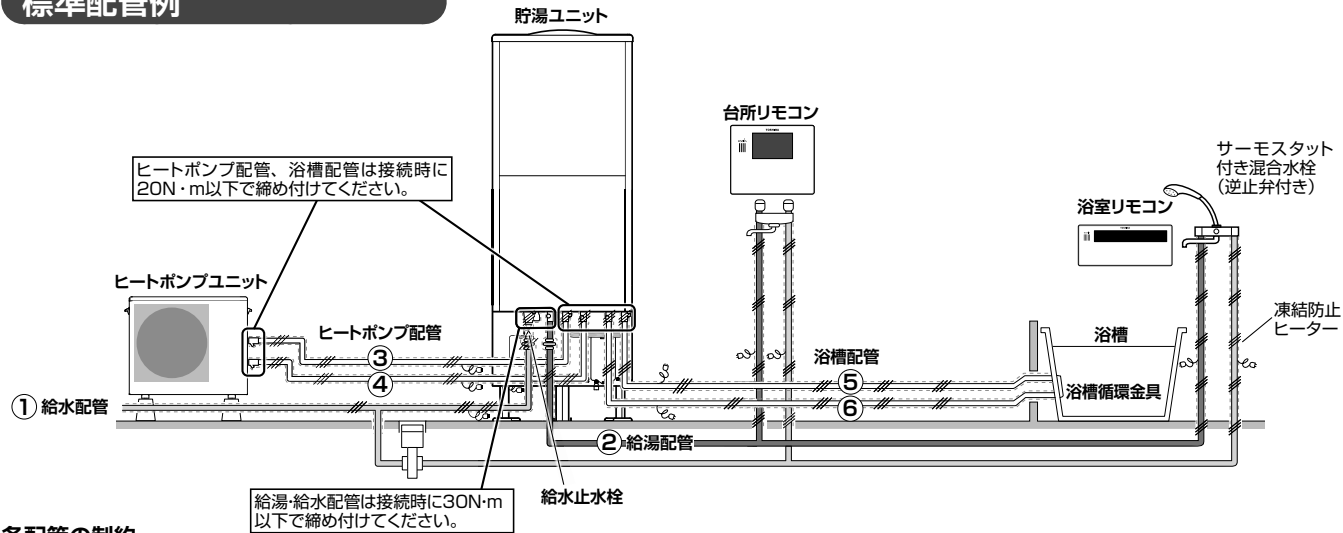 標準配管例
貯湯ユニット
台所リモコン
サーモスタット
付き混合水栓
(逆止弁付き)
ヒートポンプ配管、浴槽配管は接続時に
20N・m以下で締め付けてください。
浴室リモコン
ヒートポンプユニット
凍結防止
ヒーター
ヒートポンプ配管
浴槽
浴槽配管
③
④
⑤
⑥
浴槽循環金具
① 給水配管
②給湯配管
給湯・給水配管は接続時に30N・m
以下で締め付けてください。
給水止水栓
各配管の制約